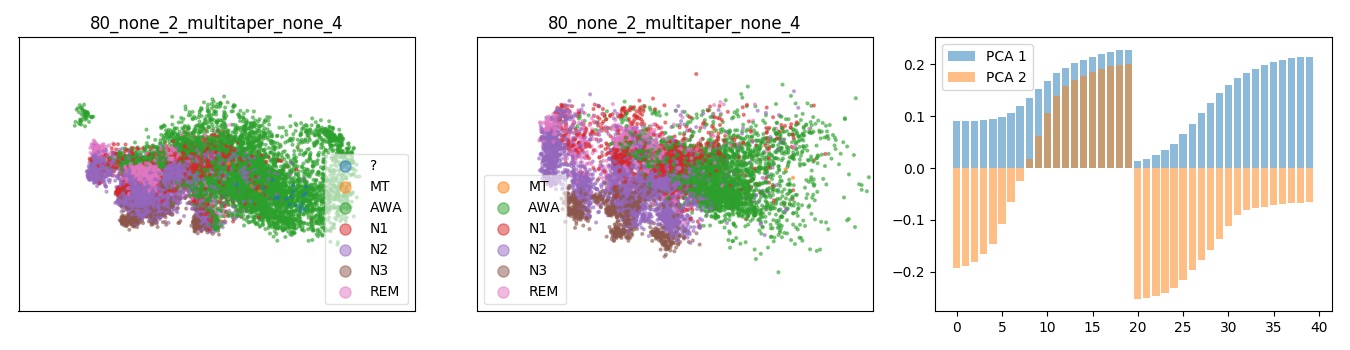 80_none_2_multitaper_none_4
?
MT
AWA
N1
N2
N3
REM
80_none_2_multitaper_none_4
MT
AWA
N1
N2
N3
REM
PCA 1
PCA 2
0.2
0.1
0.0
−0.1
−0.2
0 5 10 15 20 25 30 35 40